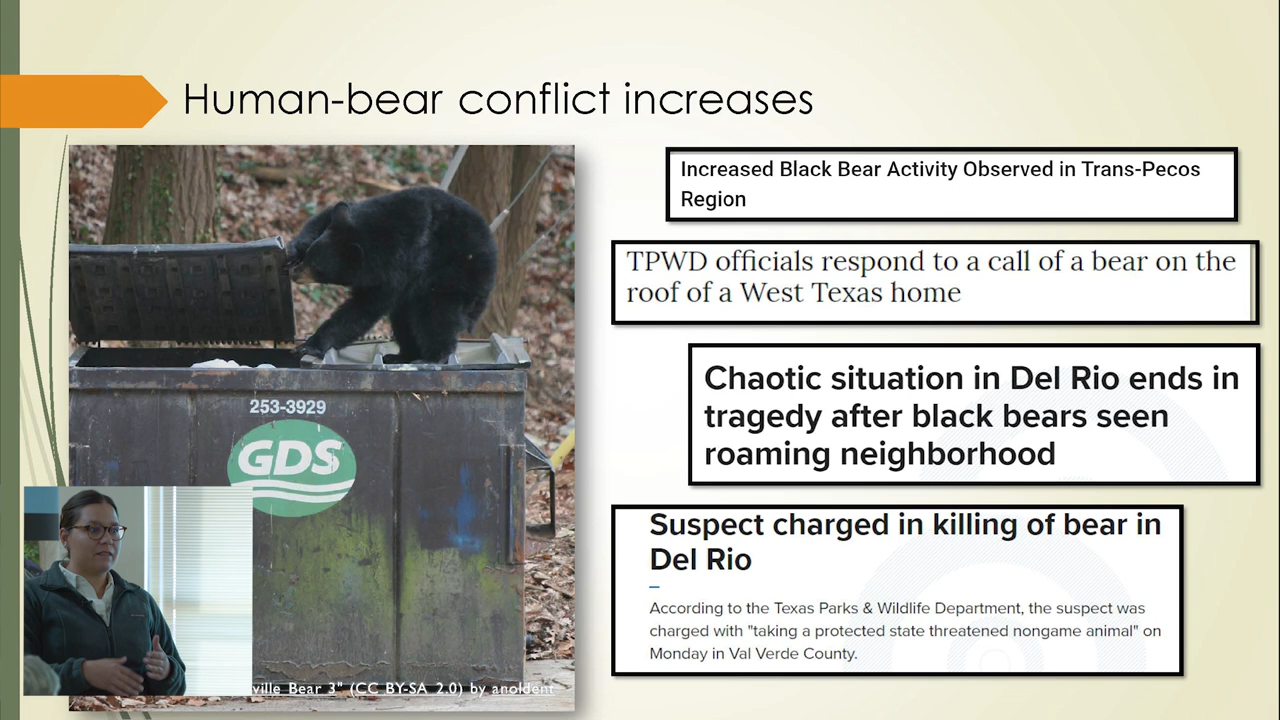 Human-bear conflict increases
Increased Black Bear Activity Observed in Trans-Pecos
Region
TPWD officials respond to a call of a bear on the
roof of a West Texas home
Chaotic situation in Del Rio ends in
tragedy after black bears seen
roaming neighborhood
Suspect charged in killing of bear in
Del Rio
According to the Texas Parks & Wildlife Department, the suspect was
charged with "taking a protected state threatened nongame animal" on
Monday in Val Verde County.
253-3929
GDS
ville Bear 3" (CC BY-SA 2.0) by anoldent